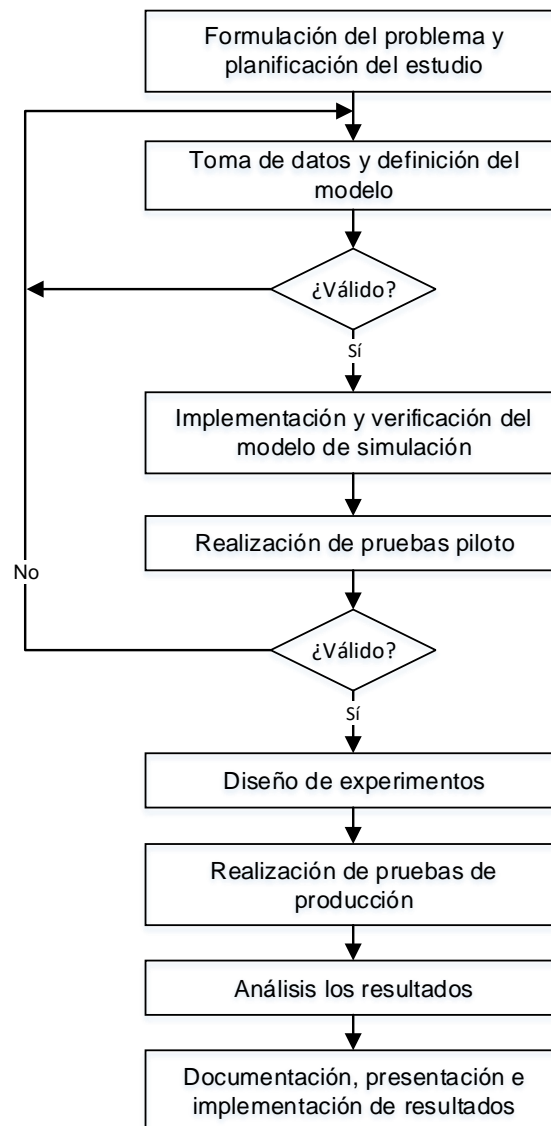 Formulación del problema y
planificación del estudio
Toma de datos y definición del
modelo
¿Válido?
Sí
Implementación y verificación del
modelo de simulación
Realización de pruebas piloto
No
¿Válido?
Sí
Diseño de experimentos
Realización de pruebas de
producción
Análisis los resultados
Documentación, presentación e
implementación de resultados